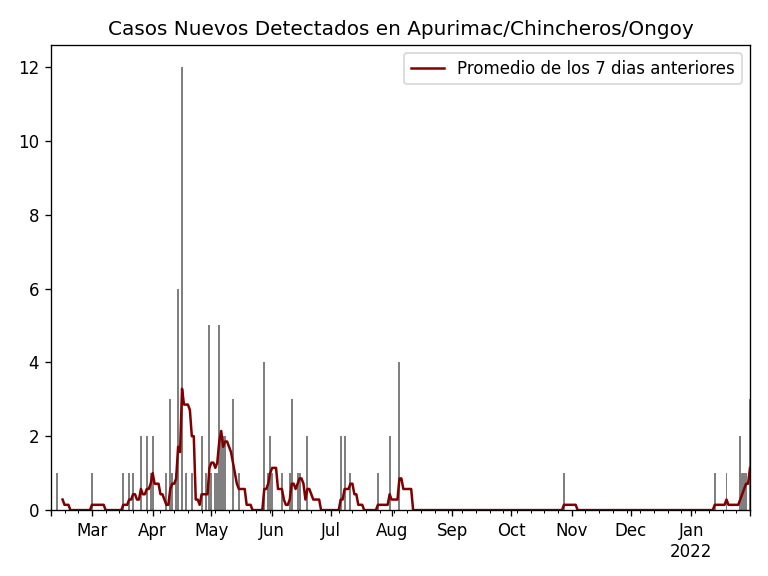 Casos Nuevos Detectados en Apurimac/Chincheros/Ongoy
Promedio de los 7 dias anteriores
12
10
8
6
4
2
0
Mar Apr May Jun Jul Aug Sep Oct Nov Dec Jan
2022